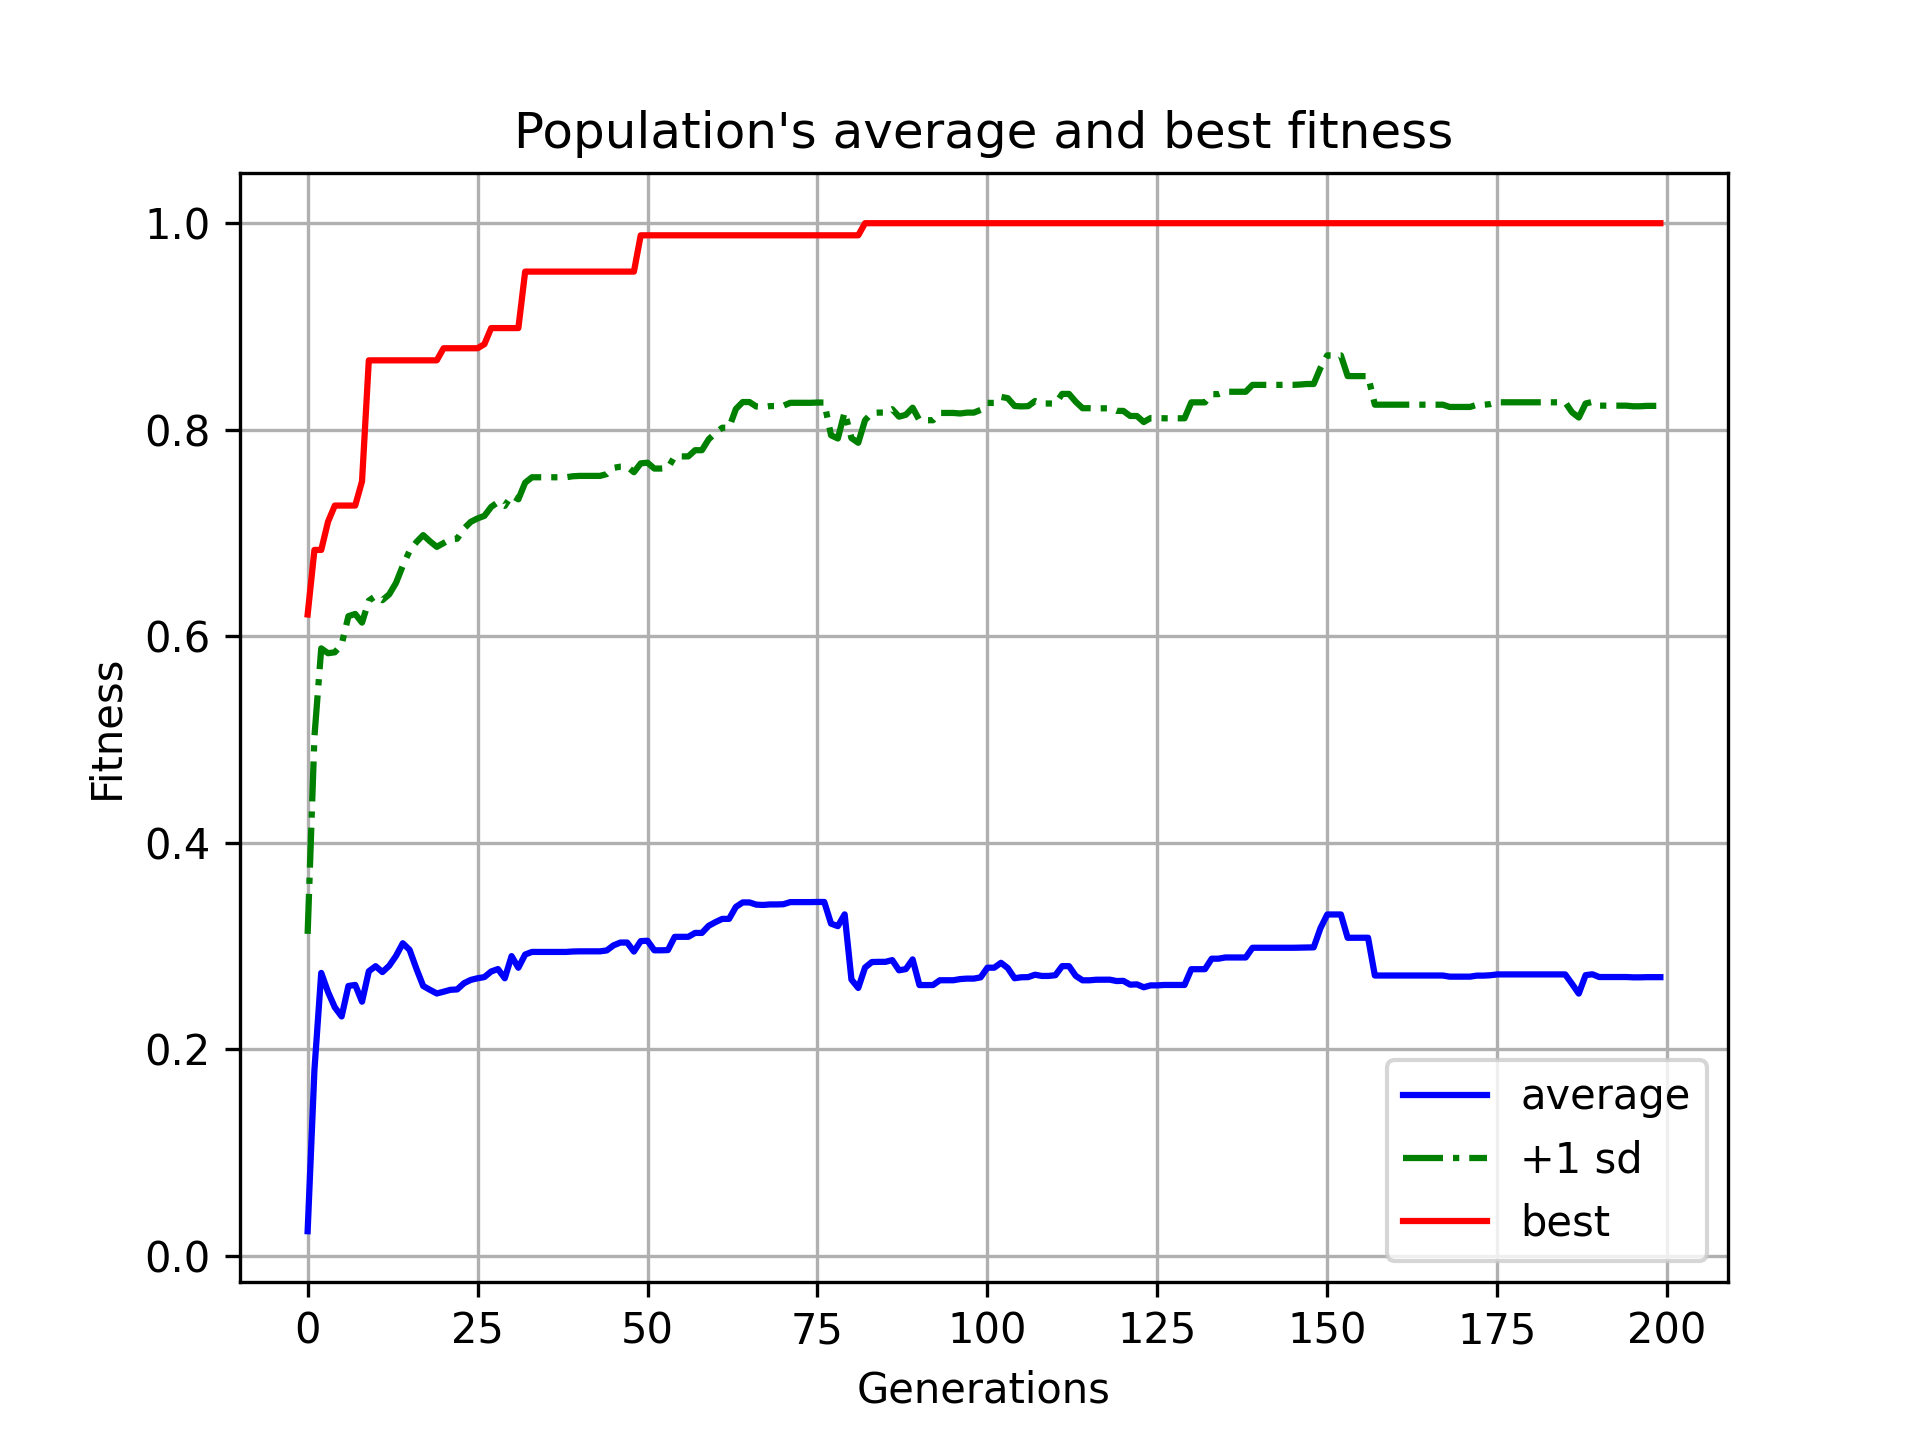 Population's average and best fitness
Fitness
1.0
0.8
0.6
0.4
0.2
0.0
average
+1 sd
best
0 25 50 75 100 125 150 175 200
Generations